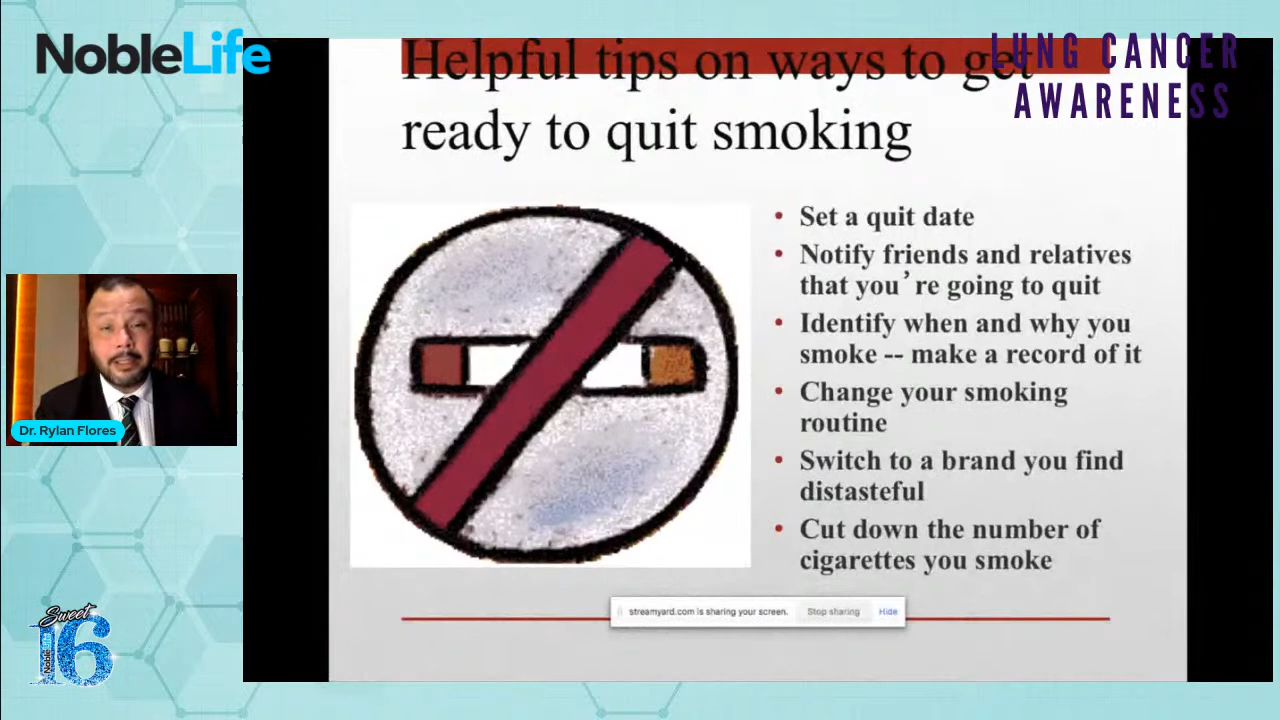 NobleLife
LUNG CANCER
AWARENESS
Helpful tips on ways to get
ready to quit smoking
• Set a quit date
• Notify friends and relatives
that you’re going to quit
• Identify when and why you
smoke -- make a record of it
• Change your smoking
routine
• Switch to a brand you find
distasteful
• Cut down the number of
cigarettes you smoke
Dr. Rylan Flores
streamyard.com is sharing your screen. Stop sharing Hide
Sweet
16
NobleLife